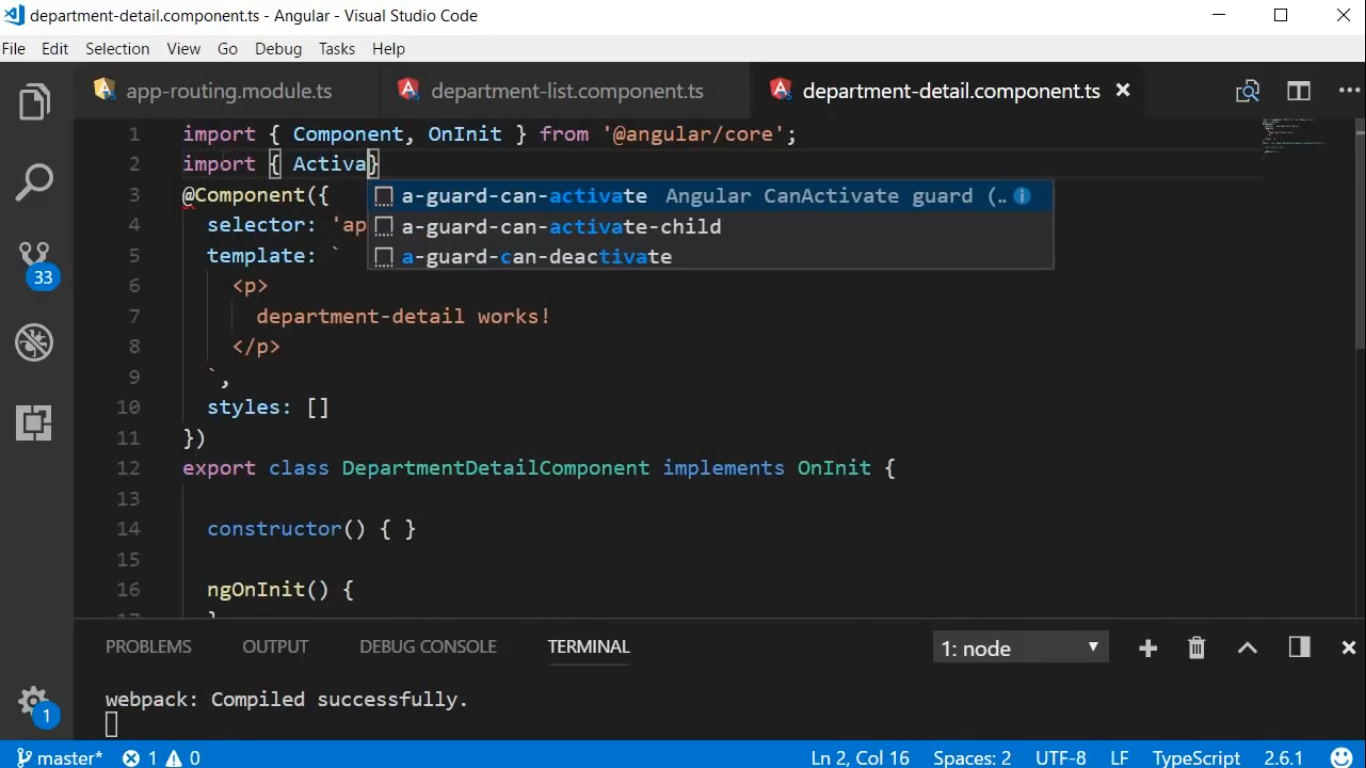 department-detail.component.ts - Angular - Visual Studio Code
File Edit Selection View Go Debug Tasks Help
app-routing.module.ts department-list.component.ts department-detail.component.ts
1 import { Component, OnInit } from '@angular/core';
2 import { Activa}
3 @Component({
a-guard-can-activate Angular CanActivate guard (..
4 selector: 'ap
a-guard-can-activate-child
5 template: `
a-guard-can-deactivate
6 <p>
7 department-detail works!
8 </p>
9 `,
10 styles: []
11 })
12 export class DepartmentDetailComponent implements OnInit {
13
14 constructor() { }
15
16 ngOnInit() {
17 }
33
1
PROBLEMS OUTPUT DEBUG CONSOLE TERMINAL 1: node
webpack: Compiled successfully.
master* 1 0 Ln 2, Col 16 Spaces: 2 UTF-8 LF TypeScript 2.6.1